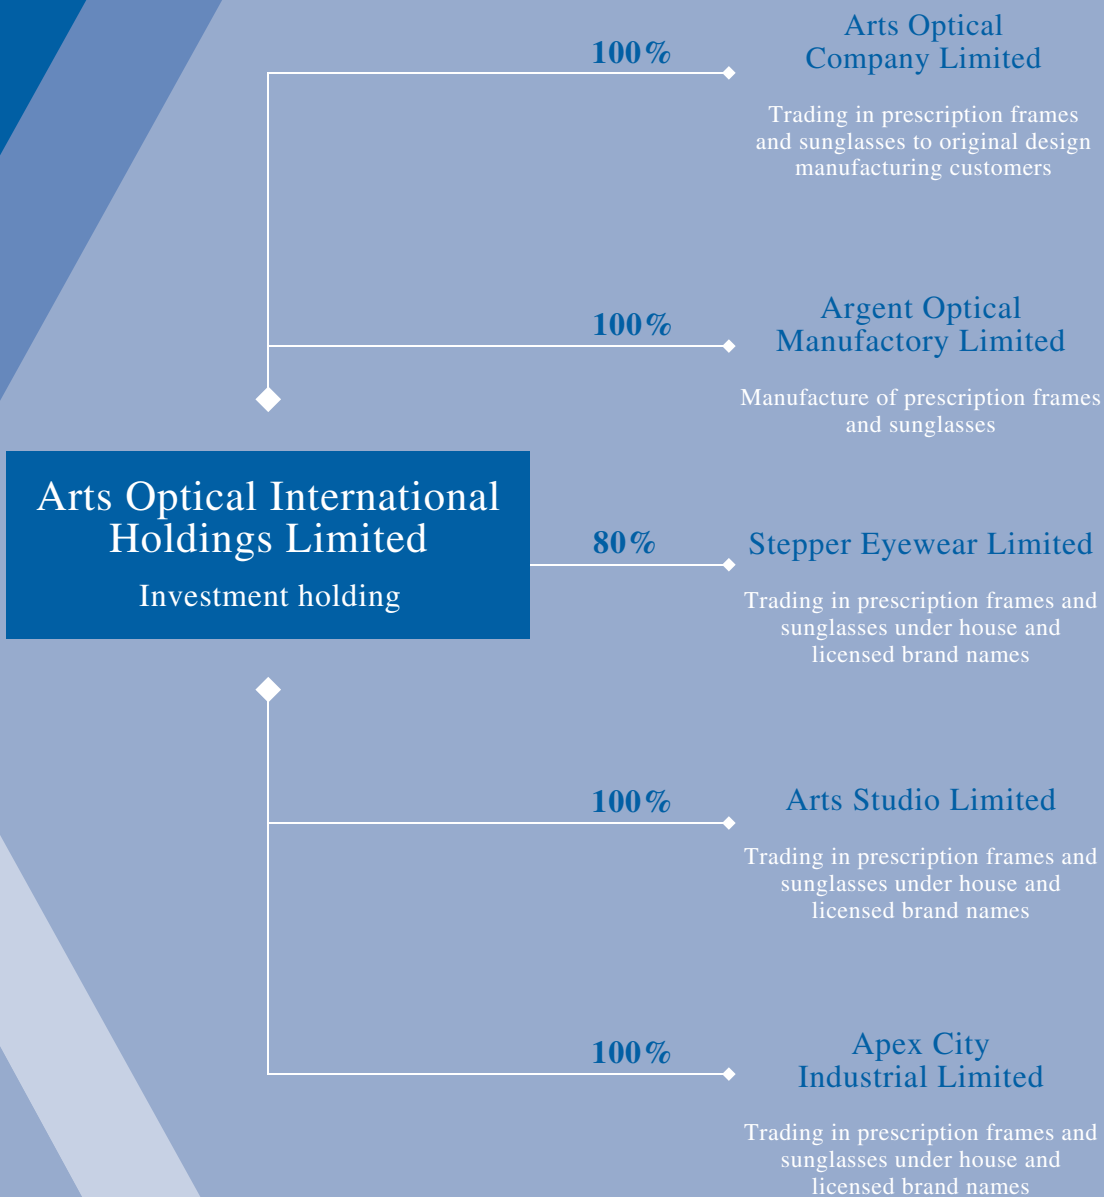 100%
Arts Optical
Company Limited
Trading in prescription frames
and sunglasses to original design
manufacturing customers
100%
Argent Optical
Manufactory Limited
Manufacture of prescription frames
and sunglasses
Arts Optical International
Holdings Limited
Investment holding
80%
Stepper Eyewear Limited
Trading in prescription frames and
sunglasses under house and
licensed brand names
100%
Arts Studio Limited
Trading in prescription frames and
sunglasses under house and
licensed brand names
100%
Apex City
Industrial Limited
Trading in prescription frames and
sunglasses under house and
licensed brand names